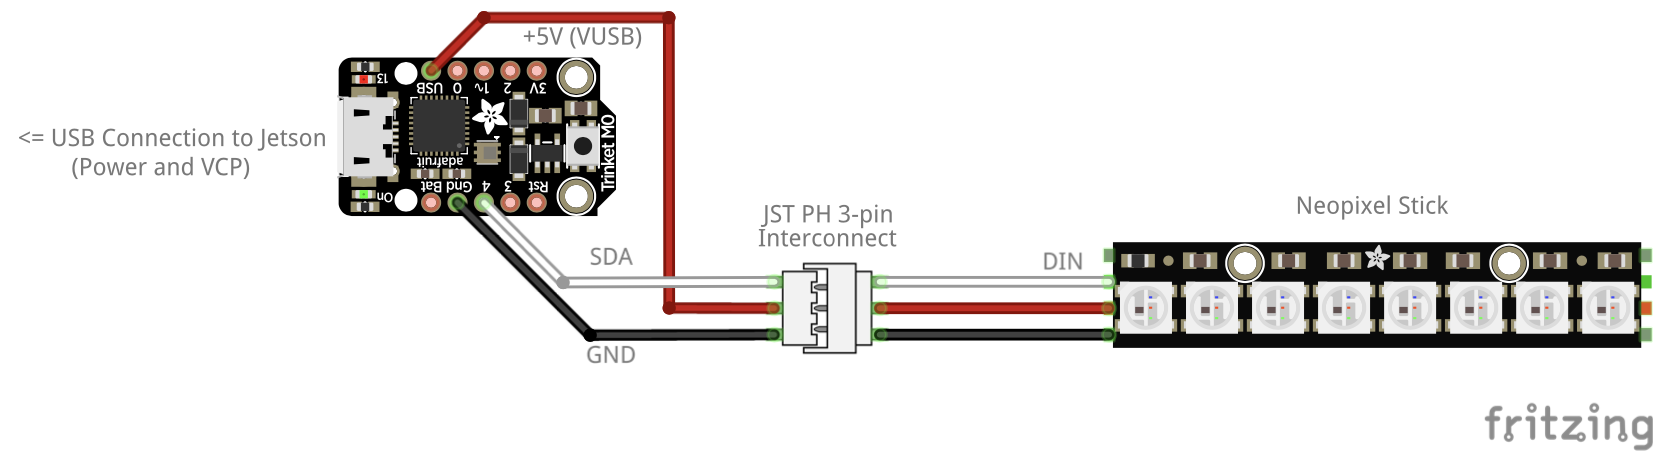 +5V (VUSB)
13
USB 0 1~ 2 3V
<= USB Connection to Jetson
(Power and VCP)
adafruit
Trinket M0
On
Bat Gnd 4 3 Rst
JST PH 3-pin
Interconnect
Neopixel Stick
SDA
DIN
GND
fritzing